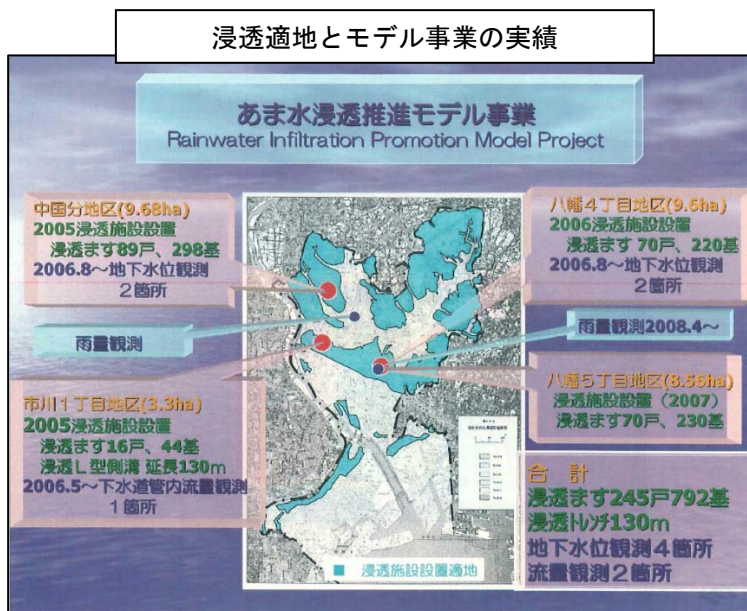 浸透適地とモデル事業の実績
あま水浸透推進モデル事業
Rainwater Infiltration Promotion Model Project
中国分地区(9.68ha)
2005浸透施設設置
浸透ます89戸、298基
2006.8～地下水位観測
２箇所
雨量観測
市川１丁目地区(3.3ha)
2005浸透施設設置
浸透ます16戸、44基
浸透Ｌ型側溝 延長130ｍ
2006.5～下水道管内流量観測
１箇所
八幡４丁目地区(9.6ha)
2006浸透施設設置
浸透ます 70戸、220基
2006.8～地下水位観測
２箇所
雨量観測2008.4～
八幡５丁目地区(8.56ha)
浸透施設設置（2007）
浸透ます70戸、230基
合 計
浸透ます245戸792基
浸透ﾄﾚﾝﾁ130ｍ
地下水位観測４箇所
流量観測２箇所
浸透施設設置適地